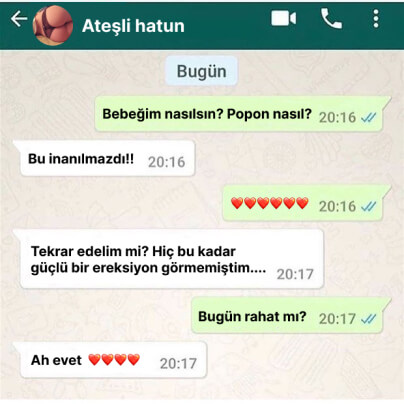 Ateşli hatun
Bugün
Bebeğim nasılsın? Popon nasıl? 20:16
Bu inanılmazdı!! 20:16
❤️❤️❤️❤️❤️❤️ 20:16
Tekrar edelim mi? Hiç bu kadar
güçlü bir ereksiyon görmemiştim.... 20:17
Bugün rahat mı? 20:17
Ah evet ❤️❤️❤️❤️ 20:17